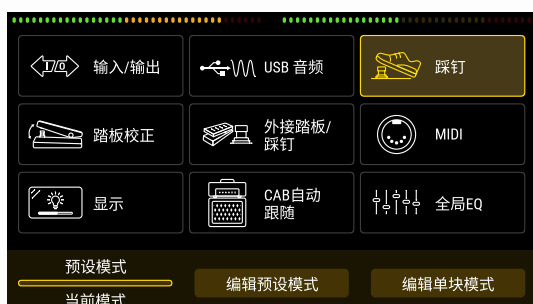 I/O 输入/输出
USB 音频
踩钉
踏板校正
外接踏板/
踩钉
MIDI
显示
CAB自动
跟随
全局EQ
预设模式
编辑预设模式
编辑单块模式
当前模式